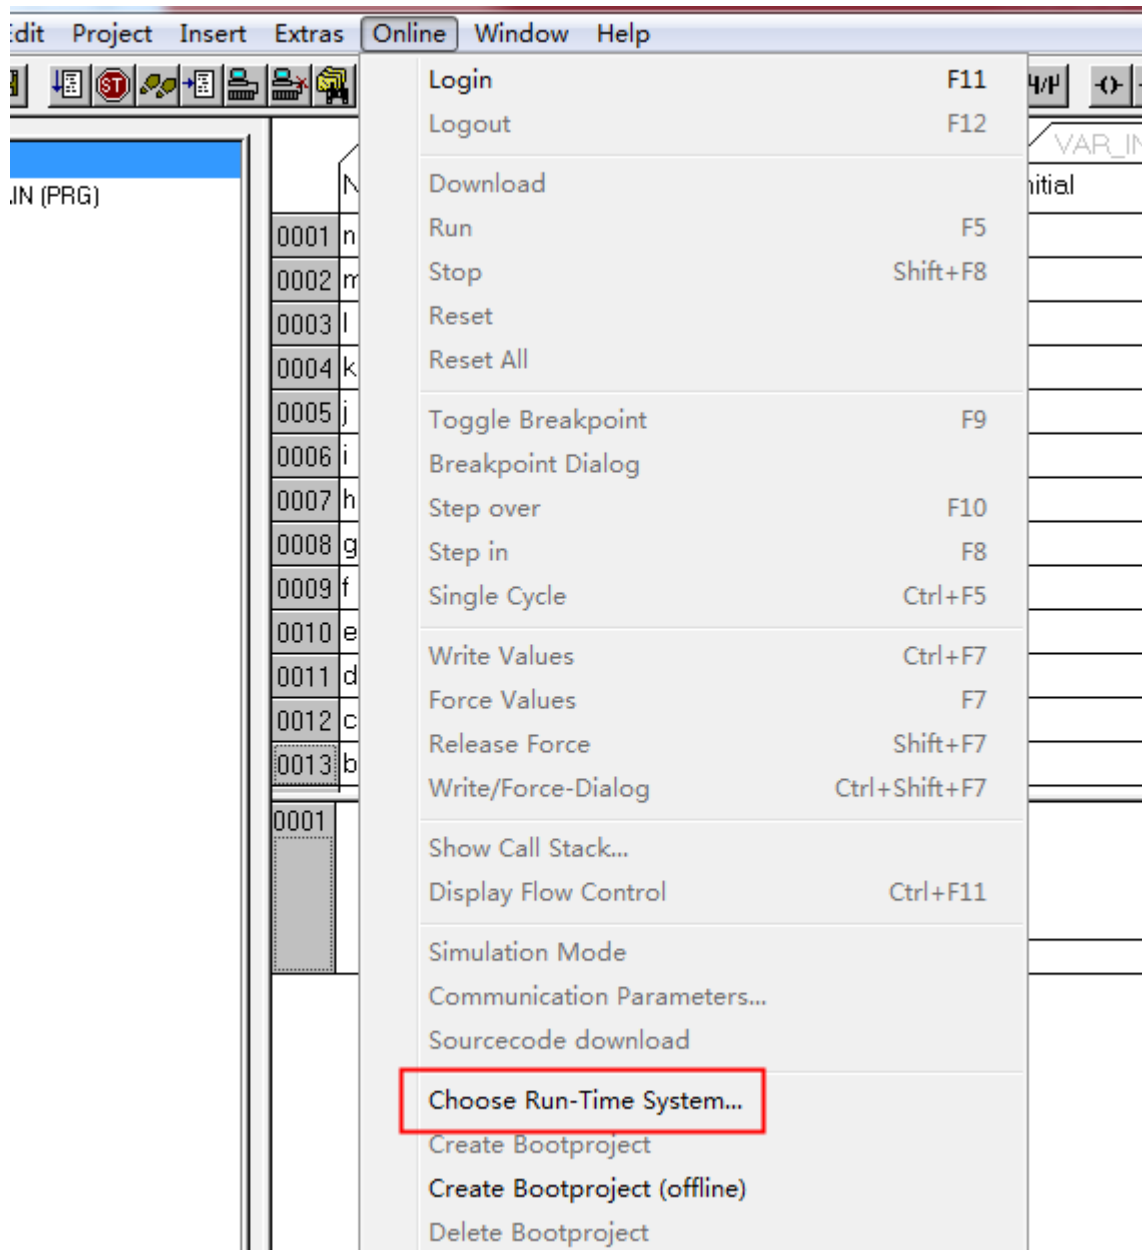 dit Project Insert Extras Online Window Help
ST
Login F11
Logout F12
VAR_IN
IN (PRG)
N
Download
nitial
Run F5
0001 n
Stop Shift+F8
0002 m
Reset
0003 l
Reset All
0004 k
0005 j
Toggle Breakpoint F9
0006 i
Breakpoint Dialog
0007 h
Step over F10
0008 g
Step in F8
0009 f
Single Cycle Ctrl+F5
0010 e
Write Values Ctrl+F7
0011 d
Force Values F7
0012 c
Release Force Shift+F7
0013 b
Write/Force-Dialog Ctrl+Shift+F7
0001
Show Call Stack...
Display Flow Control Ctrl+F11
Simulation Mode
Communication Parameters...
Sourcecode download
Choose Run-Time System...
Create Bootproject
Create Bootproject (offline)
Delete Bootproject